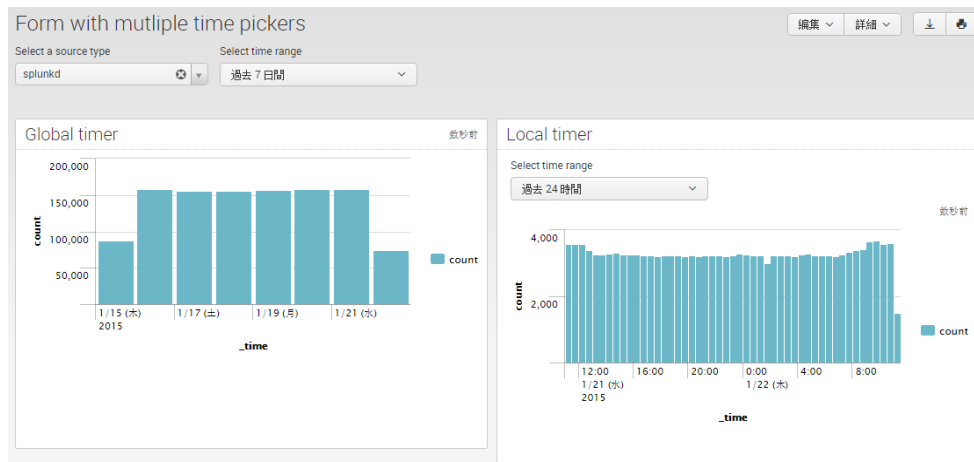 Form with mutliple time pickers
編集
詳細
Select a source type
Select time range
splunkd
過去 7 日間
Global timer
数秒前
200,000
150,000
100,000
50,000
count
count
1/15 (木)
2015
1/17 (土)
1/19 (月)
1/21 (水)
_time
Local timer
Select time range
過去 24 時間
数秒前
4,000
2,000
count
count
12:00
1/21 (水)
2015
16:00
20:00
0:00
1/22 (木)
4:00
8:00
_time